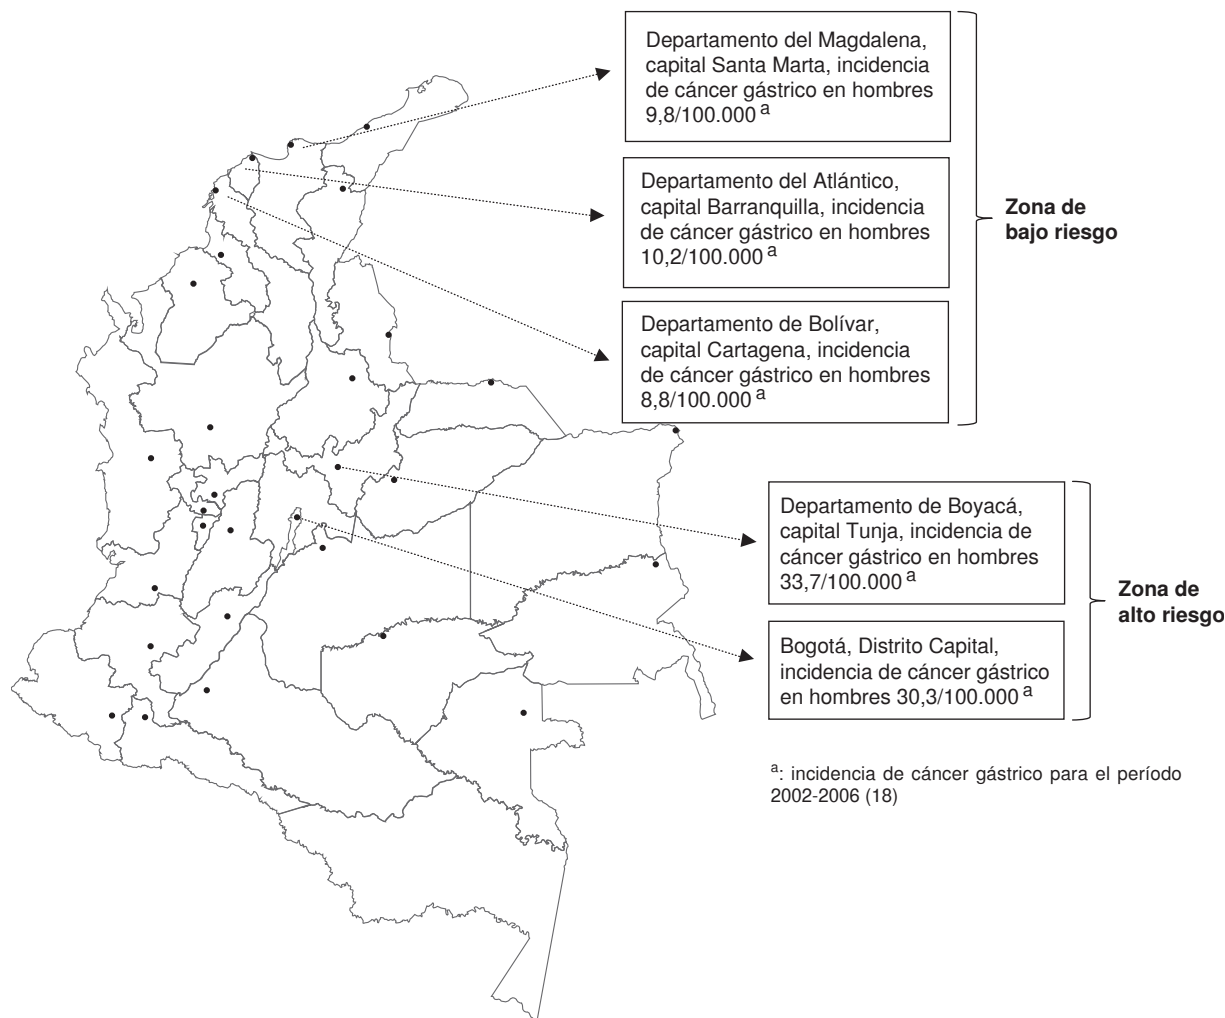 Departamento del Magdalena,
capital Santa Marta, incidencia
de cáncer gástrico en hombres
9,8/100.000 a
Departamento del Atlántico,
capital Barranquilla, incidencia
de cáncer gástrico en hombres
10,2/100.000 a
Departamento de Bolívar,
capital Cartagena, incidencia
de cáncer gástrico en hombres
8,8/100.000 a
Zona de
bajo riesgo
Departamento de Boyacá,
capital Tunja, incidencia de
cáncer gástrico en hombres
33,7/100.000 a
Bogotá, Distrito Capital,
incidencia de cáncer gástrico
en hombres 30,3/100.000 a
Zona de
alto riesgo
a: incidencia de cáncer gástrico para el período
2002-2006 (18)